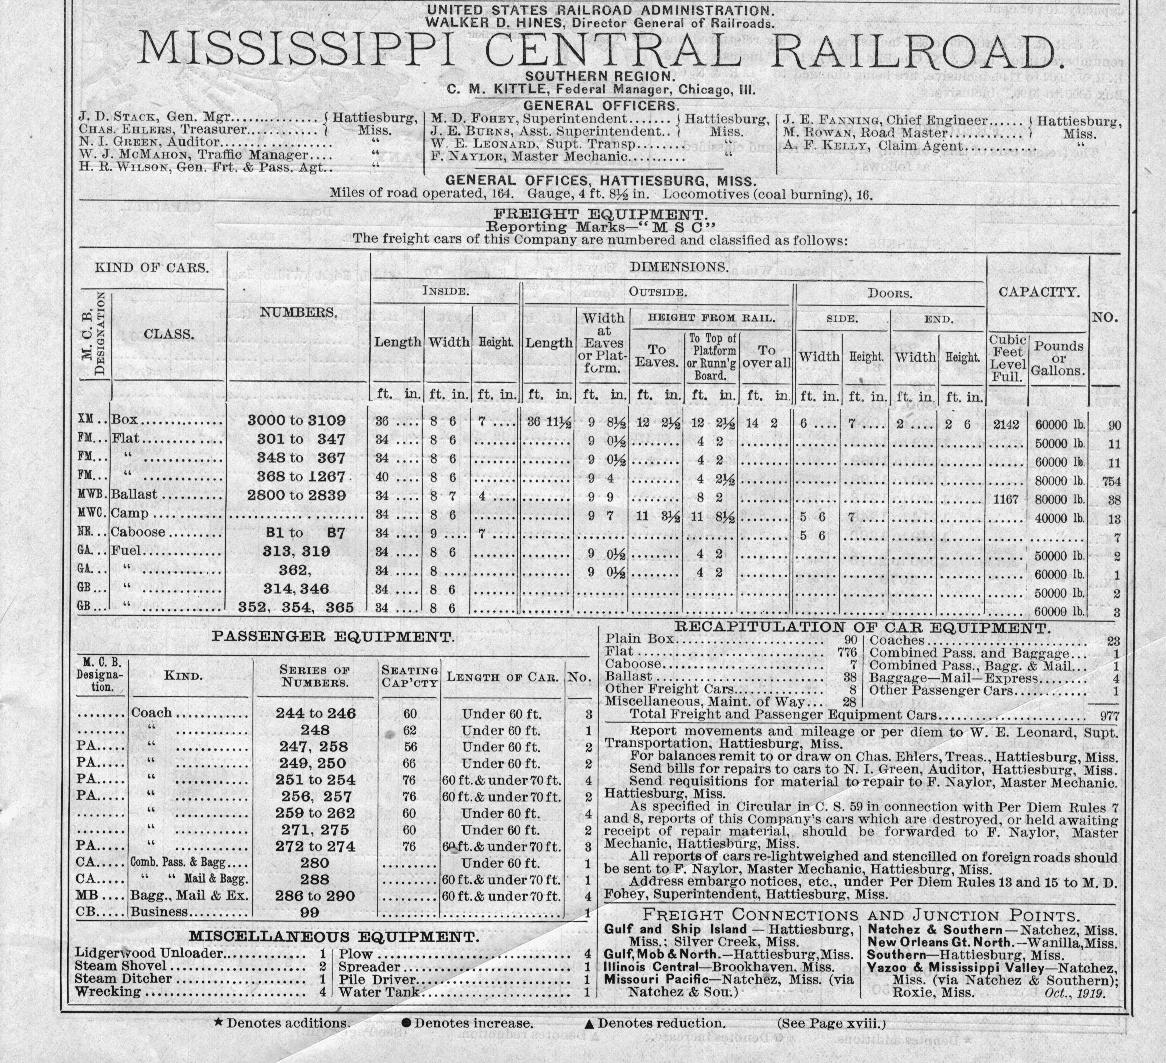 UNITED STATES RAILROAD ADMINISTRATION.
WALKER D. HINES, Director General of Railroads.
MISSISSIPPI CENTRAL RAILROAD.
SOUTHERN REGION.
C. M. KITTLE, Federal Manager, Chicago, Ill.
GENERAL OFFICERS.
J. D. STACK, Gen. Mgr.............. { Hattiesburg, M. D. FOHEY, Superintendent....... { Hattiesburg, J. E. FANNING, Chief Engineer..... { Hattiesburg,
CHAS. EHLERS, Treasurer.......... { Miss. J. E. BURNS, Asst. Superintendent.. { Miss. M. ROWAN, Road Master............ { Miss.
N. I. GREEN, Auditor.................. “ W. E. LEONARD, Supt. Transp....... “ A. F. KELLY, Claim Agent........... “
W. J. MCMAHON, Traffic Manager.... “ F. NAYLOR, Master Mechanic........ “
H. R. WILSON, Gen. Frt. & Pass. Agt.. “
GENERAL OFFICES, HATTIESBURG, MISS.
Miles of road operated, 164. Gauge, 4 ft. 8½ in. Locomotives (coal burning), 16.
FREIGHT EQUIPMENT.
Reporting Marks—“M S C”
The freight cars of this Company are numbered and classified as follows:
KIND OF CARS. NUMBERS. DIMENSIONS. CAPACITY. NO.
INSIDE. OUTSIDE. DOORS.
M. C. B. DESIGNATION CLASS. Length Width Height. Length Width at Eaves or Platform. HEIGHT FROM RAIL. SIDE. END. Cubic Feet Level Full. Pounds or Gallons.
To Eaves. To Top of Platform or Runn'g Board. To over all Width Height. Width Height.
ft. in. ft. in. ft. in. ft. in. ft. in. ft. in. ft. in. ft. in. ft. in. ft. in. ft. in. ft. in.
XM.. Box 3000 to 3109 36 .... 8 6 7 .... 36 11½ 9 8½ 12 2½ 12 2½ 14 2 6 .... 7 .... 2 .... 2 6 2142 60000 lb. 90
FM... Flat 301 to 347 34 .... 8 6 9 0½ 4 2 50000 lb. 11
FM... “ 348 to 367 34 .... 8 6 9 0½ 4 2 60000 lb. 11
FM... “ 368 to 1267 40 .... 8 6 9 4 4 2½ 80000 lb. 754
MWB. Ballast 2800 to 2839 34 .... 8 7 4 .... 9 9 8 2 1167 80000 lb. 38
MWC. Camp 34 .... 8 6 9 7 11 8½ 11 8½ 5 6 7 .... 40000 lb. 13
NE... Caboose B1 to B7 34 .... 9 .... 7 .... 5 6 7
GA... Fuel 313, 319 34 .... 8 6 9 0½ 4 2 50000 lb. 2
GA... “ 362, 34 .... 8 .... 9 0½ 4 2 60000 lb. 1
GB... “ 314, 346 34 .... 8 6 50000 lb. 2
GB... “ 352, 354, 365 34 .... 8 6 60000 lb. 3
PASSENGER EQUIPMENT.
M. C. B. Designation. KIND. SERIES OF NUMBERS. SEATING CAP'CTY LENGTH OF CAR. No.
........ Coach 244 to 246 60 Under 60 ft. 3
........ “ 248 62 Under 60 ft. 1
PA..... “ 247, 258 56 Under 60 ft. 2
PA..... “ 249, 250 66 Under 60 ft. 2
PA..... “ 251 to 254 76 60 ft. & under 70 ft. 4
PA..... “ 256, 257 76 60 ft. & under 70 ft. 2
........ “ 259 to 262 60 Under 60 ft. 4
........ “ 271, 275 60 Under 60 ft. 2
PA..... “ 272 to 274 76 60 ft. & under 70 ft. 3
CA..... Comb. Pass. & Bagg.... 280 Under 60 ft. 1
CA..... “ “ Mail & Bagg. 288 60 ft. & under 70 ft. 1
MB.... Bagg., Mail & Ex. 286 to 290 60 ft. & under 70 ft. 4
CB.... Business 99 1
MISCELLANEOUS EQUIPMENT.
Lidgerwood Unloader.. 1 Plow 4
Steam Shovel 2 Spreader 1
Steam Ditcher 1 Pile Driver 1
Wrecking 4 Water Tank 1
RECAPITULATION OF CAR EQUIPMENT.
Plain Box 90 Coaches 23
Flat 776 Combined Pass. and Baggage... 1
Caboose 7 Combined Pass., Bagg. & Mail... 1
Ballast 38 Baggage—Mail—Express 4
Other Freight Cars 8 Other Passenger Cars 1
Miscellaneous, Maint. of Way... 28
Total Freight and Passenger Equipment Cars 977
Report movements and mileage or per diem to W. E. Leonard, Supt.
Transportation, Hattiesburg, Miss.
For balances remit to or draw on Chas. Ehlers, Treas., Hattiesburg, Miss.
Send bills for repairs to cars to N. I. Green, Auditor, Hattiesburg, Miss.
Send requisitions for material to repair to F. Naylor, Master Mechanic.
Hattiesburg, Miss.
As specified in Circular in C. S. 59 in connection with Per Diem Rules 7
and 8, reports of this Company's cars which are destroyed, or held awaiting
receipt of repair material, should be forwarded to F. Naylor, Master
Mechanic, Hattiesburg, Miss.
All reports of cars re-lightweighed and stencilled on foreign roads should
be sent to F. Naylor, Master Mechanic, Hattiesburg, Miss.
Address embargo notices, etc., under Per Diem Rules 13 and 15 to M. D.
Fohey, Superintendent, Hattiesburg, Miss.
FREIGHT CONNECTIONS AND JUNCTION POINTS.
Gulf and Ship Island — Hattiesburg,
Miss.; Silver Creek, Miss.
Gulf, Mob & North.—Hattiesburg, Miss.
Illinois Central—Brookhaven, Miss.
Missouri Pacific—Natchez, Miss. (via
Natchez & Sou.)
Natchez & Southern—Natchez, Miss.
New Orleans Gt. North.—Wanilla, Miss.
Southern—Hattiesburg, Miss.
Yazoo & Mississippi Valley—Natchez,
Miss. (via Natchez & Southern);
Roxie, Miss. Oct., 1919.
★ Denotes additions. ● Denotes increase. ▲ Denotes reduction. (See Page xviii.)